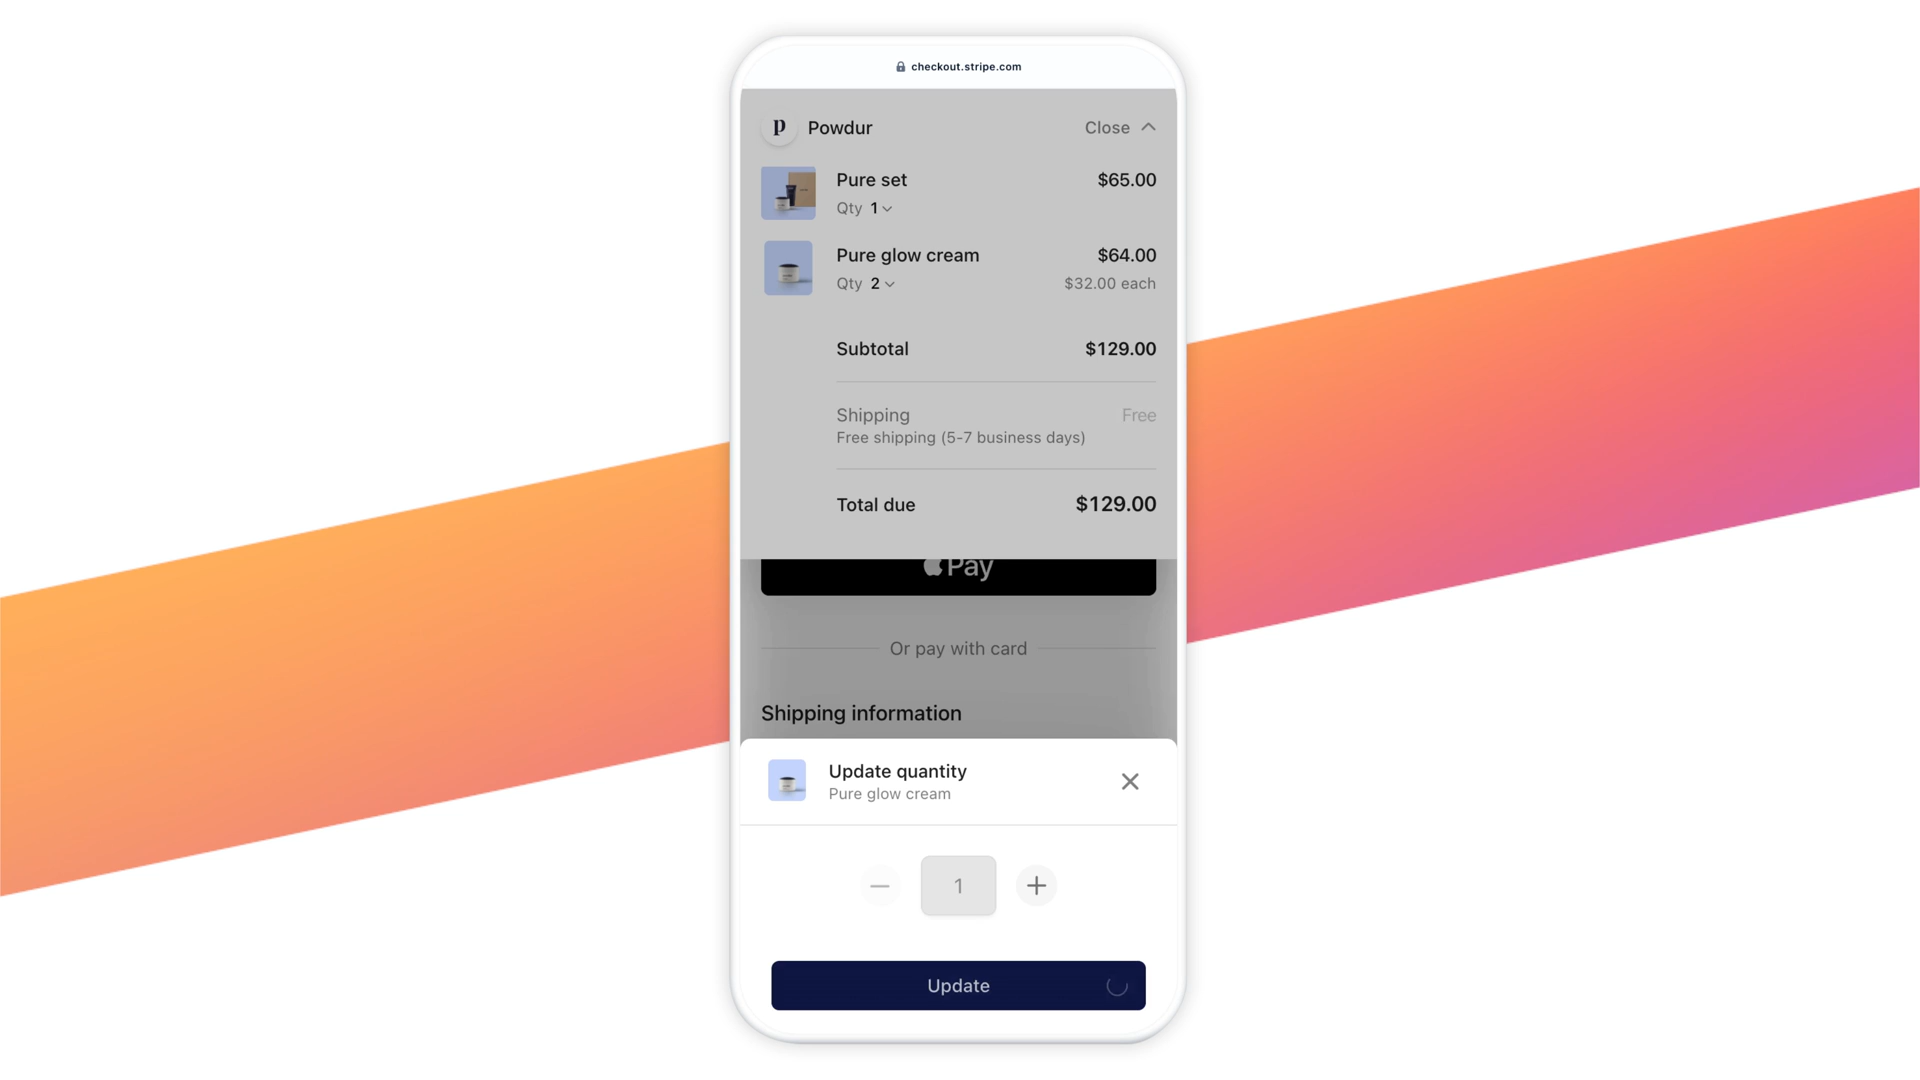 checkout.stripe.com
p Powdur Close
Pure set $65.00
Qty 1
Pure glow cream $64.00
Qty 2 $32.00 each
Subtotal $129.00
Shipping Free
Free shipping (5-7 business days)
Total due $129.00
Pay
Or pay with card
Shipping information
Update quantity
Pure glow cream
1
Update